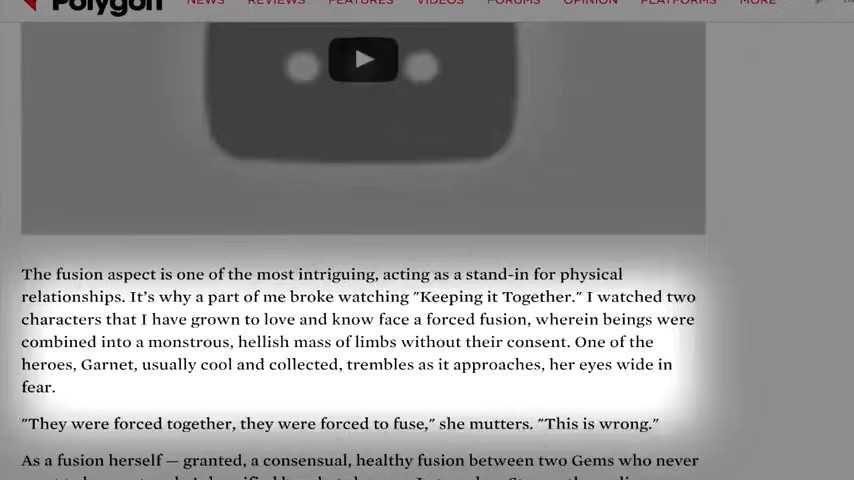 Polygon NEWS REVIEWS FEATURES VIDEOS FORUMS OPINION PLATFORMS MORE
The fusion aspect is one of the most intriguing, acting as a stand-in for physical
relationships. It's why a part of me broke watching "Keeping it Together." I watched two
characters that I have grown to love and know face a forced fusion, wherein beings were
combined into a monstrous, hellish mass of limbs without their consent. One of the
heroes, Garnet, usually cool and collected, trembles as it approaches, her eyes wide in
fear.
"They were forced together, they were forced to fuse," she mutters. "This is wrong."
As a fusion herself — granted, a consensual, healthy fusion between two Gems who never